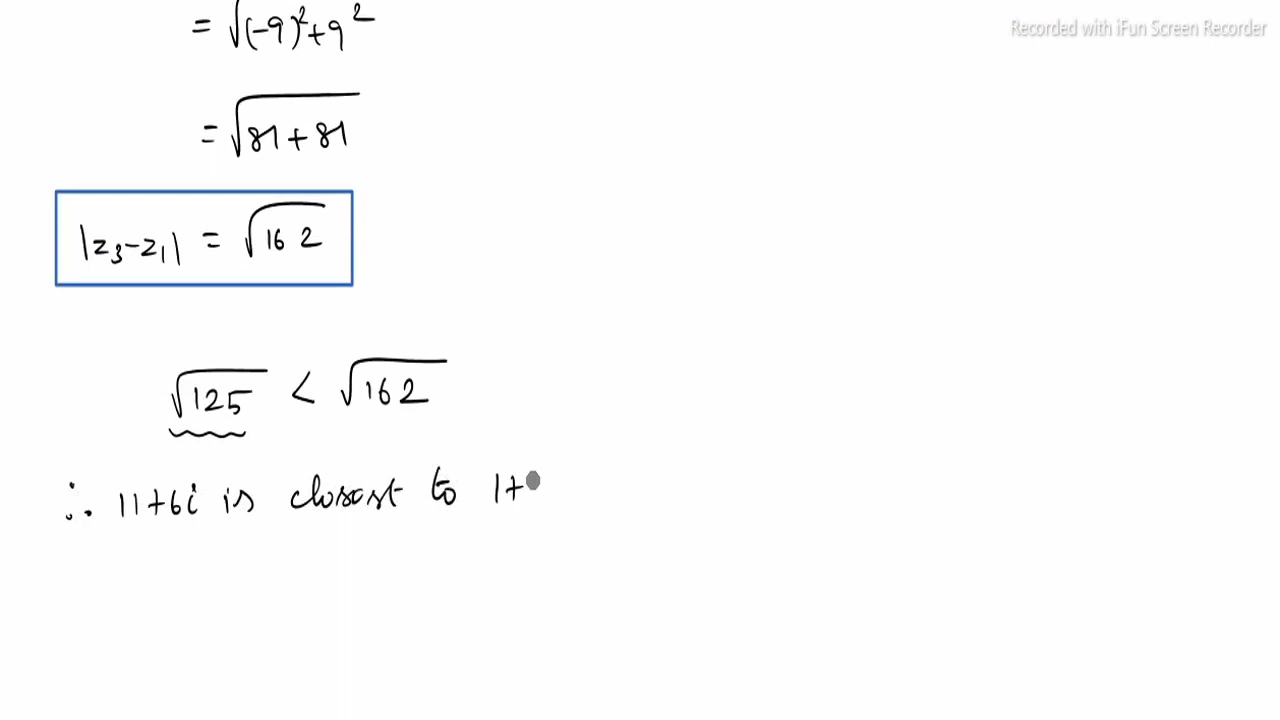 = √(-9)²+9²
Recorded with iFun Screen Recorder
= √81+81
|z₃-z₁| = √162
√125 < √162
∴ 11+6i is closest to 1+